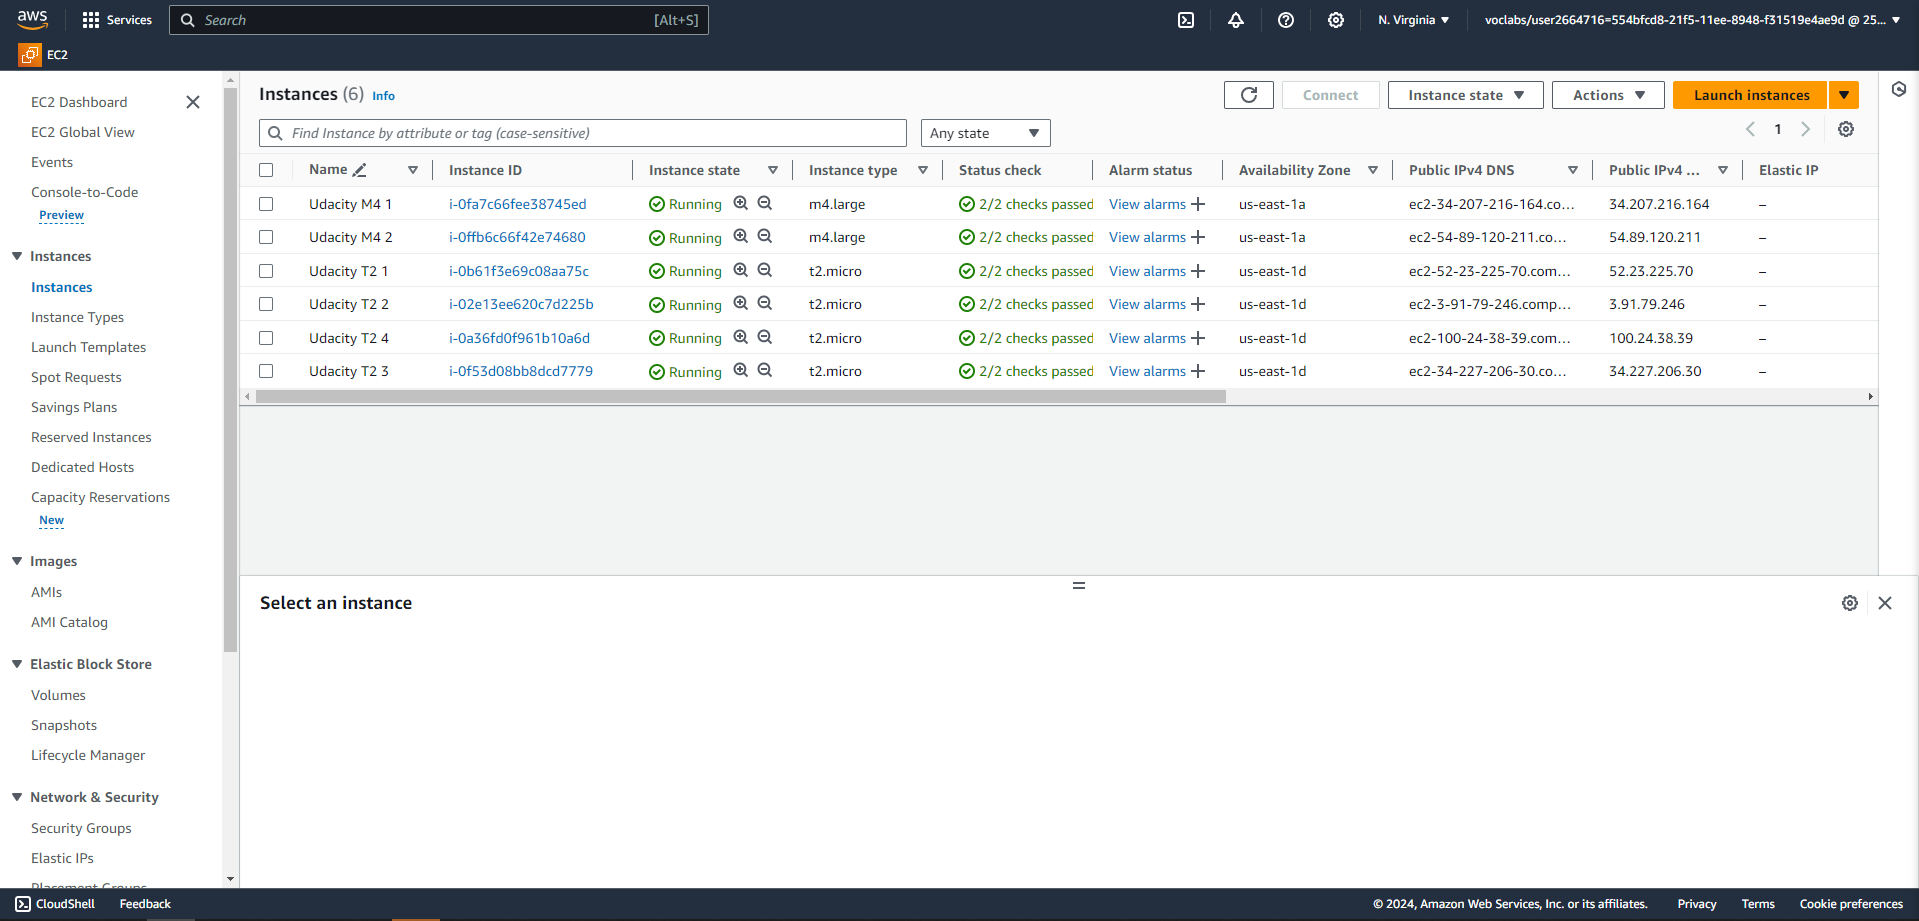 aws
Services
Search [Alt+S]
N. Virginia
voclabs/user2664716=554bfcd8-21f5-11ee-8948-f31519e4ae9d @ 25...
EC2
EC2 Dashboard
EC2 Global View
Events
Console-to-Code
Preview
Instances
Instances
Instance Types
Launch Templates
Spot Requests
Savings Plans
Reserved Instances
Dedicated Hosts
Capacity Reservations
New
Images
AMIs
AMI Catalog
Elastic Block Store
Volumes
Snapshots
Lifecycle Manager
Network & Security
Security Groups
Elastic IPs
Placement Groups
Instances (6) Info
Connect
Instance state
Actions
Launch instances
Find Instance by attribute or tag (case-sensitive)
Any state
1
Name Instance ID Instance state Instance type Status check Alarm status Availability Zone Public IPv4 DNS Public IPv4 ... Elastic IP
Udacity M4 1 i-0fa7c66fee38745ed Running m4.large 2/2 checks passed View alarms + us-east-1a ec2-34-207-216-164.co... 34.207.216.164 –
Udacity M4 2 i-0ffb6c66f42e74680 Running m4.large 2/2 checks passed View alarms + us-east-1a ec2-54-89-120-211.co... 54.89.120.211 –
Udacity T2 1 i-0b61f3e69c08aa75c Running t2.micro 2/2 checks passed View alarms + us-east-1d ec2-52-23-225-70.com... 52.23.225.70 –
Udacity T2 2 i-02e13ee620c7d225b Running t2.micro 2/2 checks passed View alarms + us-east-1d ec2-3-91-79-246.comp... 3.91.79.246 –
Udacity T2 4 i-0a36fd0f961b10a6d Running t2.micro 2/2 checks passed View alarms + us-east-1d ec2-100-24-38-39.com... 100.24.38.39 –
Udacity T2 3 i-0f53d08bb8dcd7779 Running t2.micro 2/2 checks passed View alarms + us-east-1d ec2-34-227-206-30.co... 34.227.206.30 –
Select an instance
CloudShell Feedback © 2024, Amazon Web Services, Inc. or its affiliates. Privacy Terms Cookie preferences